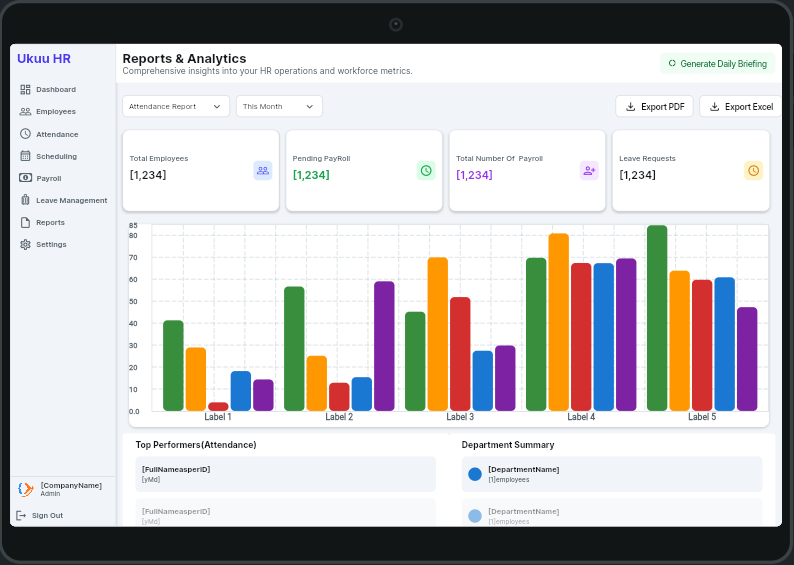 Ukuu HR
Dashboard
Employees
Attendance
Scheduling
Payroll
Leave Management
Reports
Settings
[CompanyName]
Admin
Sign Out
Reports & Analytics
Comprehensive insights into your HR operations and workforce metrics.
Generate Daily Briefing
Attendance Report
This Month
Export PDF
Export Excel
Total Employees
[1,234]
Pending PayRoll
[1,234]
Total Number Of Payroll
[1,234]
Leave Requests
[1,234]
85
80
70
60
50
40
30
20
10
0.0
Label 1
Label 2
Label 3
Label 4
Label 5
Top Performers(Attendance)
[FullNameasperID]
[yMd]
[FullNameasperID]
[yMd]
Department Summary
[DepartmentName]
[1]employees
[DepartmentName]
[1]employees